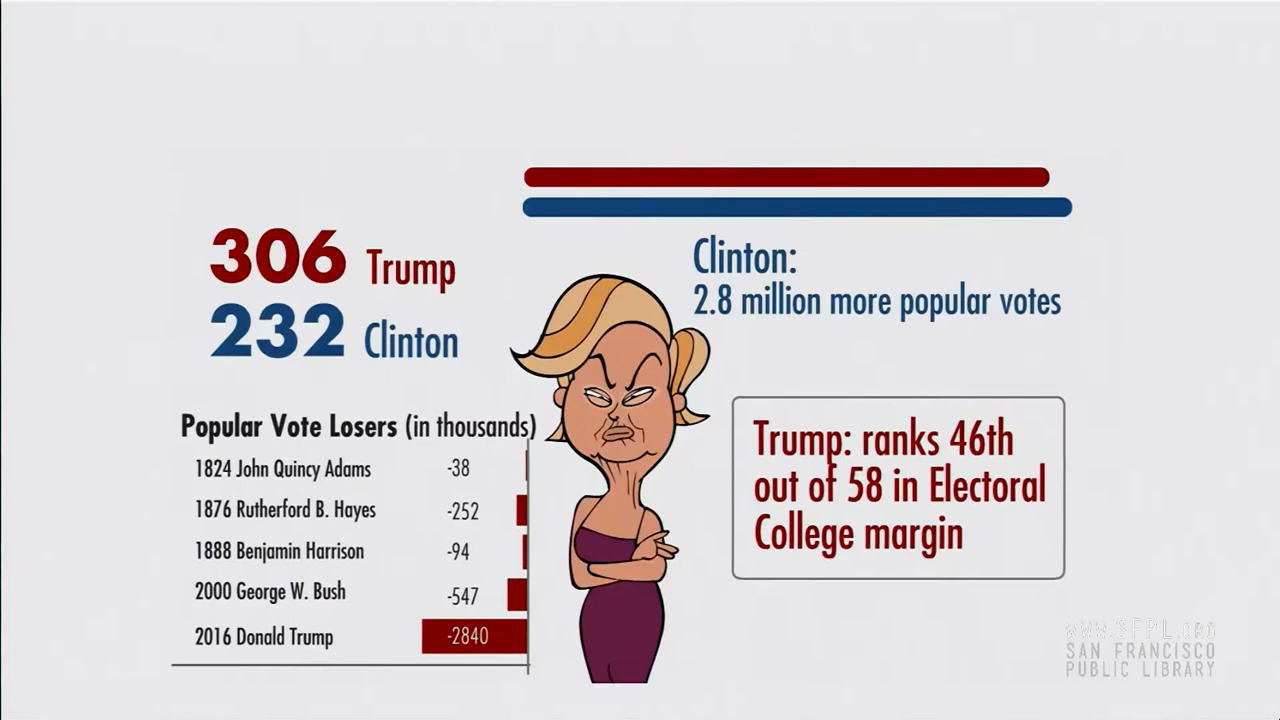 306 Trump
232 Clinton
Clinton:
2.8 million more popular votes
Popular Vote Losers (in thousands)
1824 John Quincy Adams -38
1876 Rutherford B. Hayes -252
1888 Benjamin Harrison -94
2000 George W. Bush -547
2016 Donald Trump -2840
Trump: ranks 46th
out of 58 in Electoral
College margin
WWW.SFPL.ORG
SAN FRANCISCO
PUBLIC LIBRARY